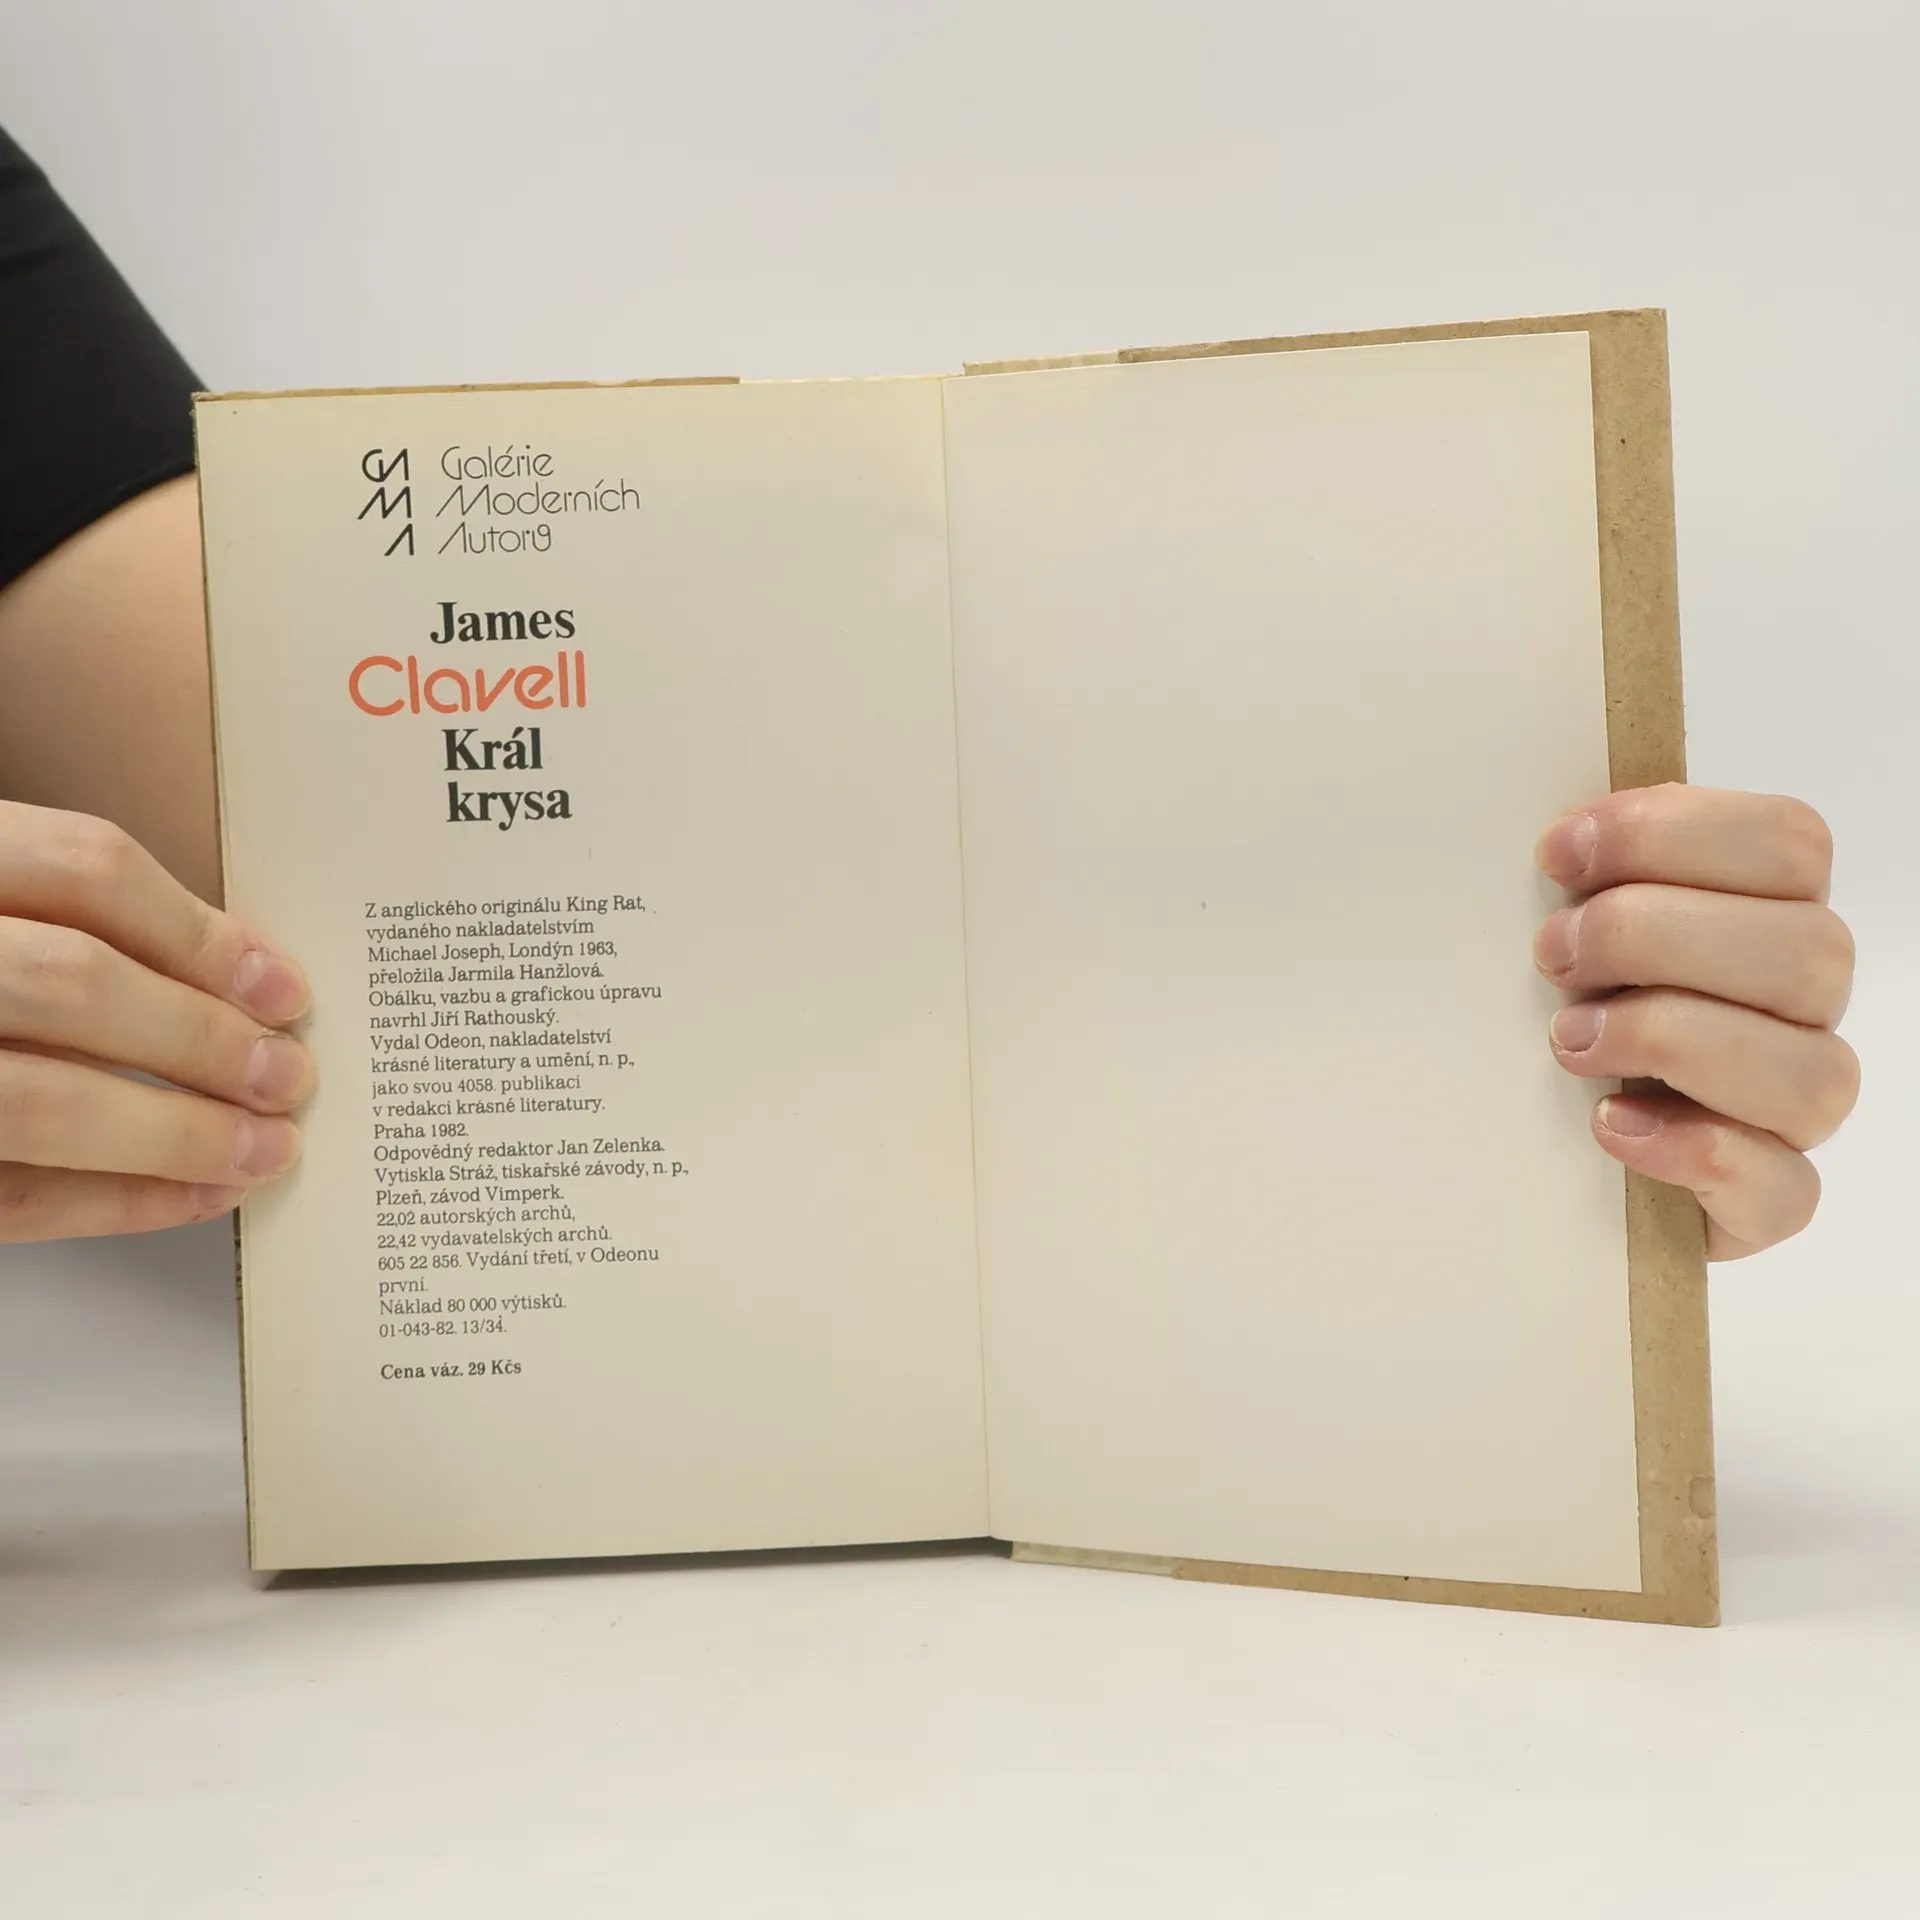 GM Galérie
M Moderních
A Autorů
James
Clavell
Král
krysa
Z anglického originálu King Rat,
vydaného nakladatelstvím
Michael Joseph, Londýn 1963,
přeložila Jarmila Hanžlová.
Obálku, vazbu a grafickou úpravu
navrhl Jiří Rathouský.
Vydal Odeon, nakladatelství
krásné literatury a umění, n. p.,
jako svou 4058. publikaci
v redakci krásné literatury.
Praha 1982.
Odpovědný redaktor Jan Zelenka.
Vytiskla Stráž, tiskařské závody, n. p.,
Plzeň, závod Vimperk.
22,02 autorských archů,
22,42 vydavatelských archů.
605 22 856. Vydání třetí, v Odeonu
první.
Náklad 80 000 výtisků.
01-043-82. 13/34.
Cena váz. 29 Kčs